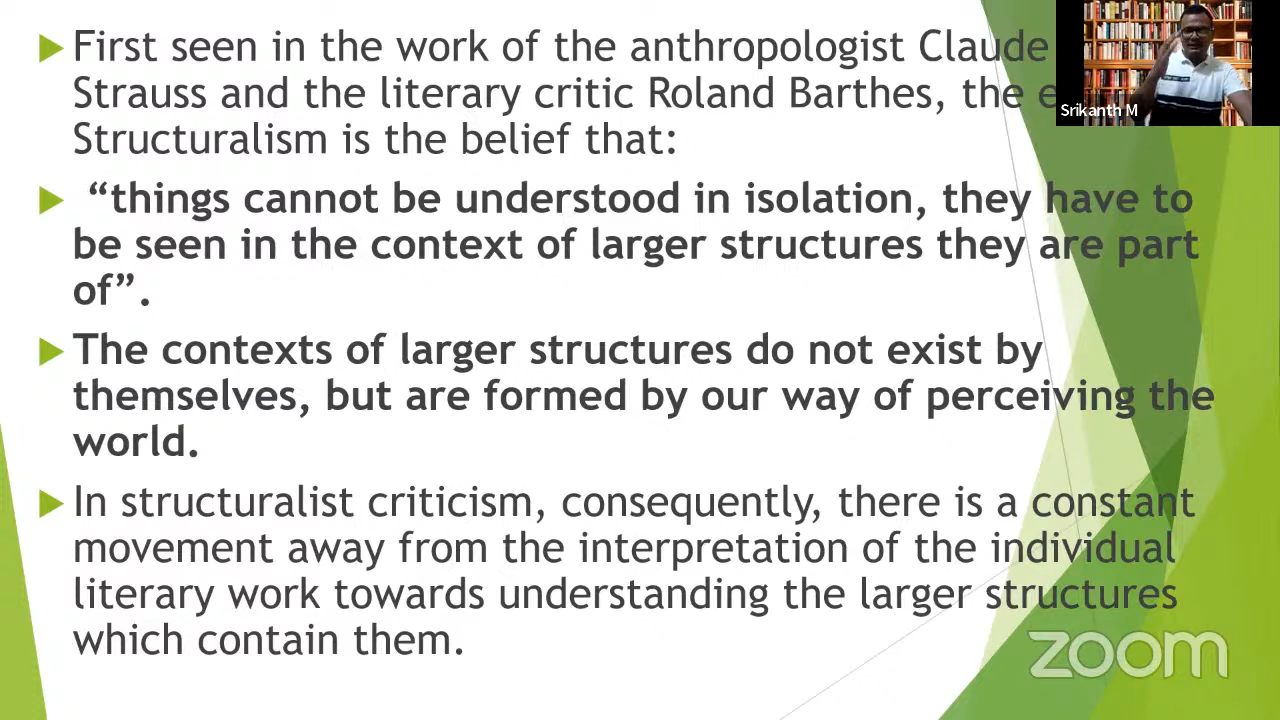 First seen in the work of the anthropologist Claude
Strauss and the literary critic Roland Barthes, the
Structuralism is the belief that:
“things cannot be understood in isolation, they have to
be seen in the context of larger structures they are part
of”.
The contexts of larger structures do not exist by
themselves, but are formed by our way of perceiving the
world.
In structuralist criticism, consequently, there is a constant
movement away from the interpretation of the individual
literary work towards understanding the larger structures
which contain them.
Srikanth M
zoom